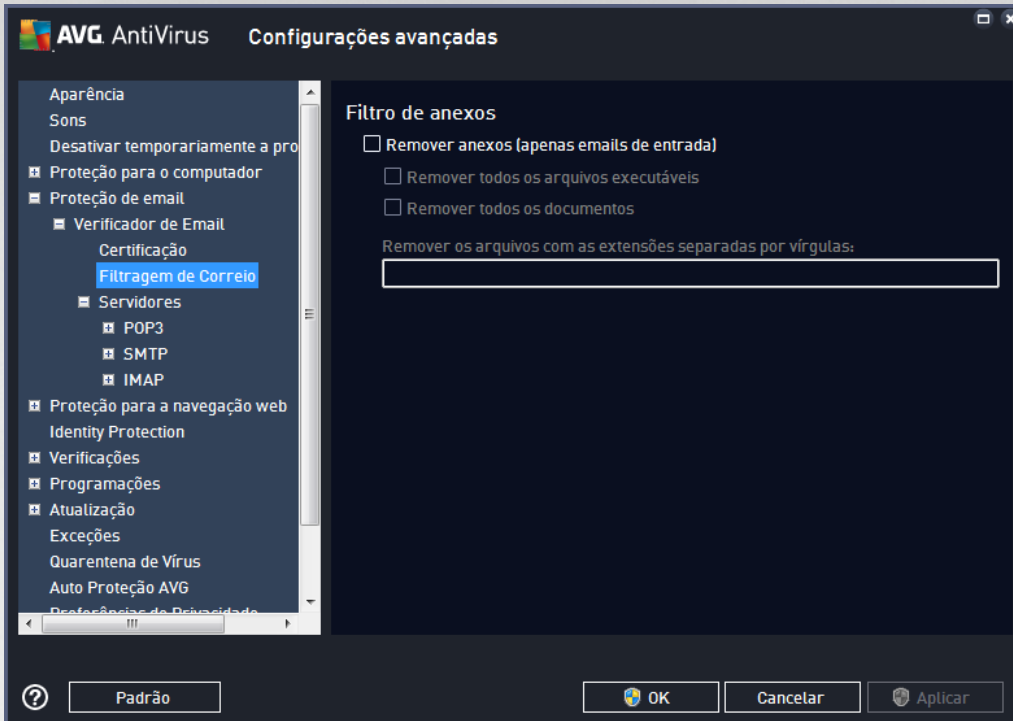 AVG. AntiVirus
Configurações avançadas
Aparência
Sons
Desativar temporariamente a pro
Proteção para o computador
Proteção de email
Verificador de Email
Certificação
Filtragem de Correio
Servidores
POP3
SMTP
IMAP
Proteção para a navegação web
Identity Protection
Verificações
Programações
Atualização
Exceções
Quarentena de Vírus
Auto Proteção AVG
Preferências de Privacidade
Filtro de anexos
Remover anexos (apenas emails de entrada)
Remover todos os arquivos executáveis
Remover todos os documentos
Remover os arquivos com as extensões separadas por vírgulas:
Padrão
OK
Cancelar
Aplicar